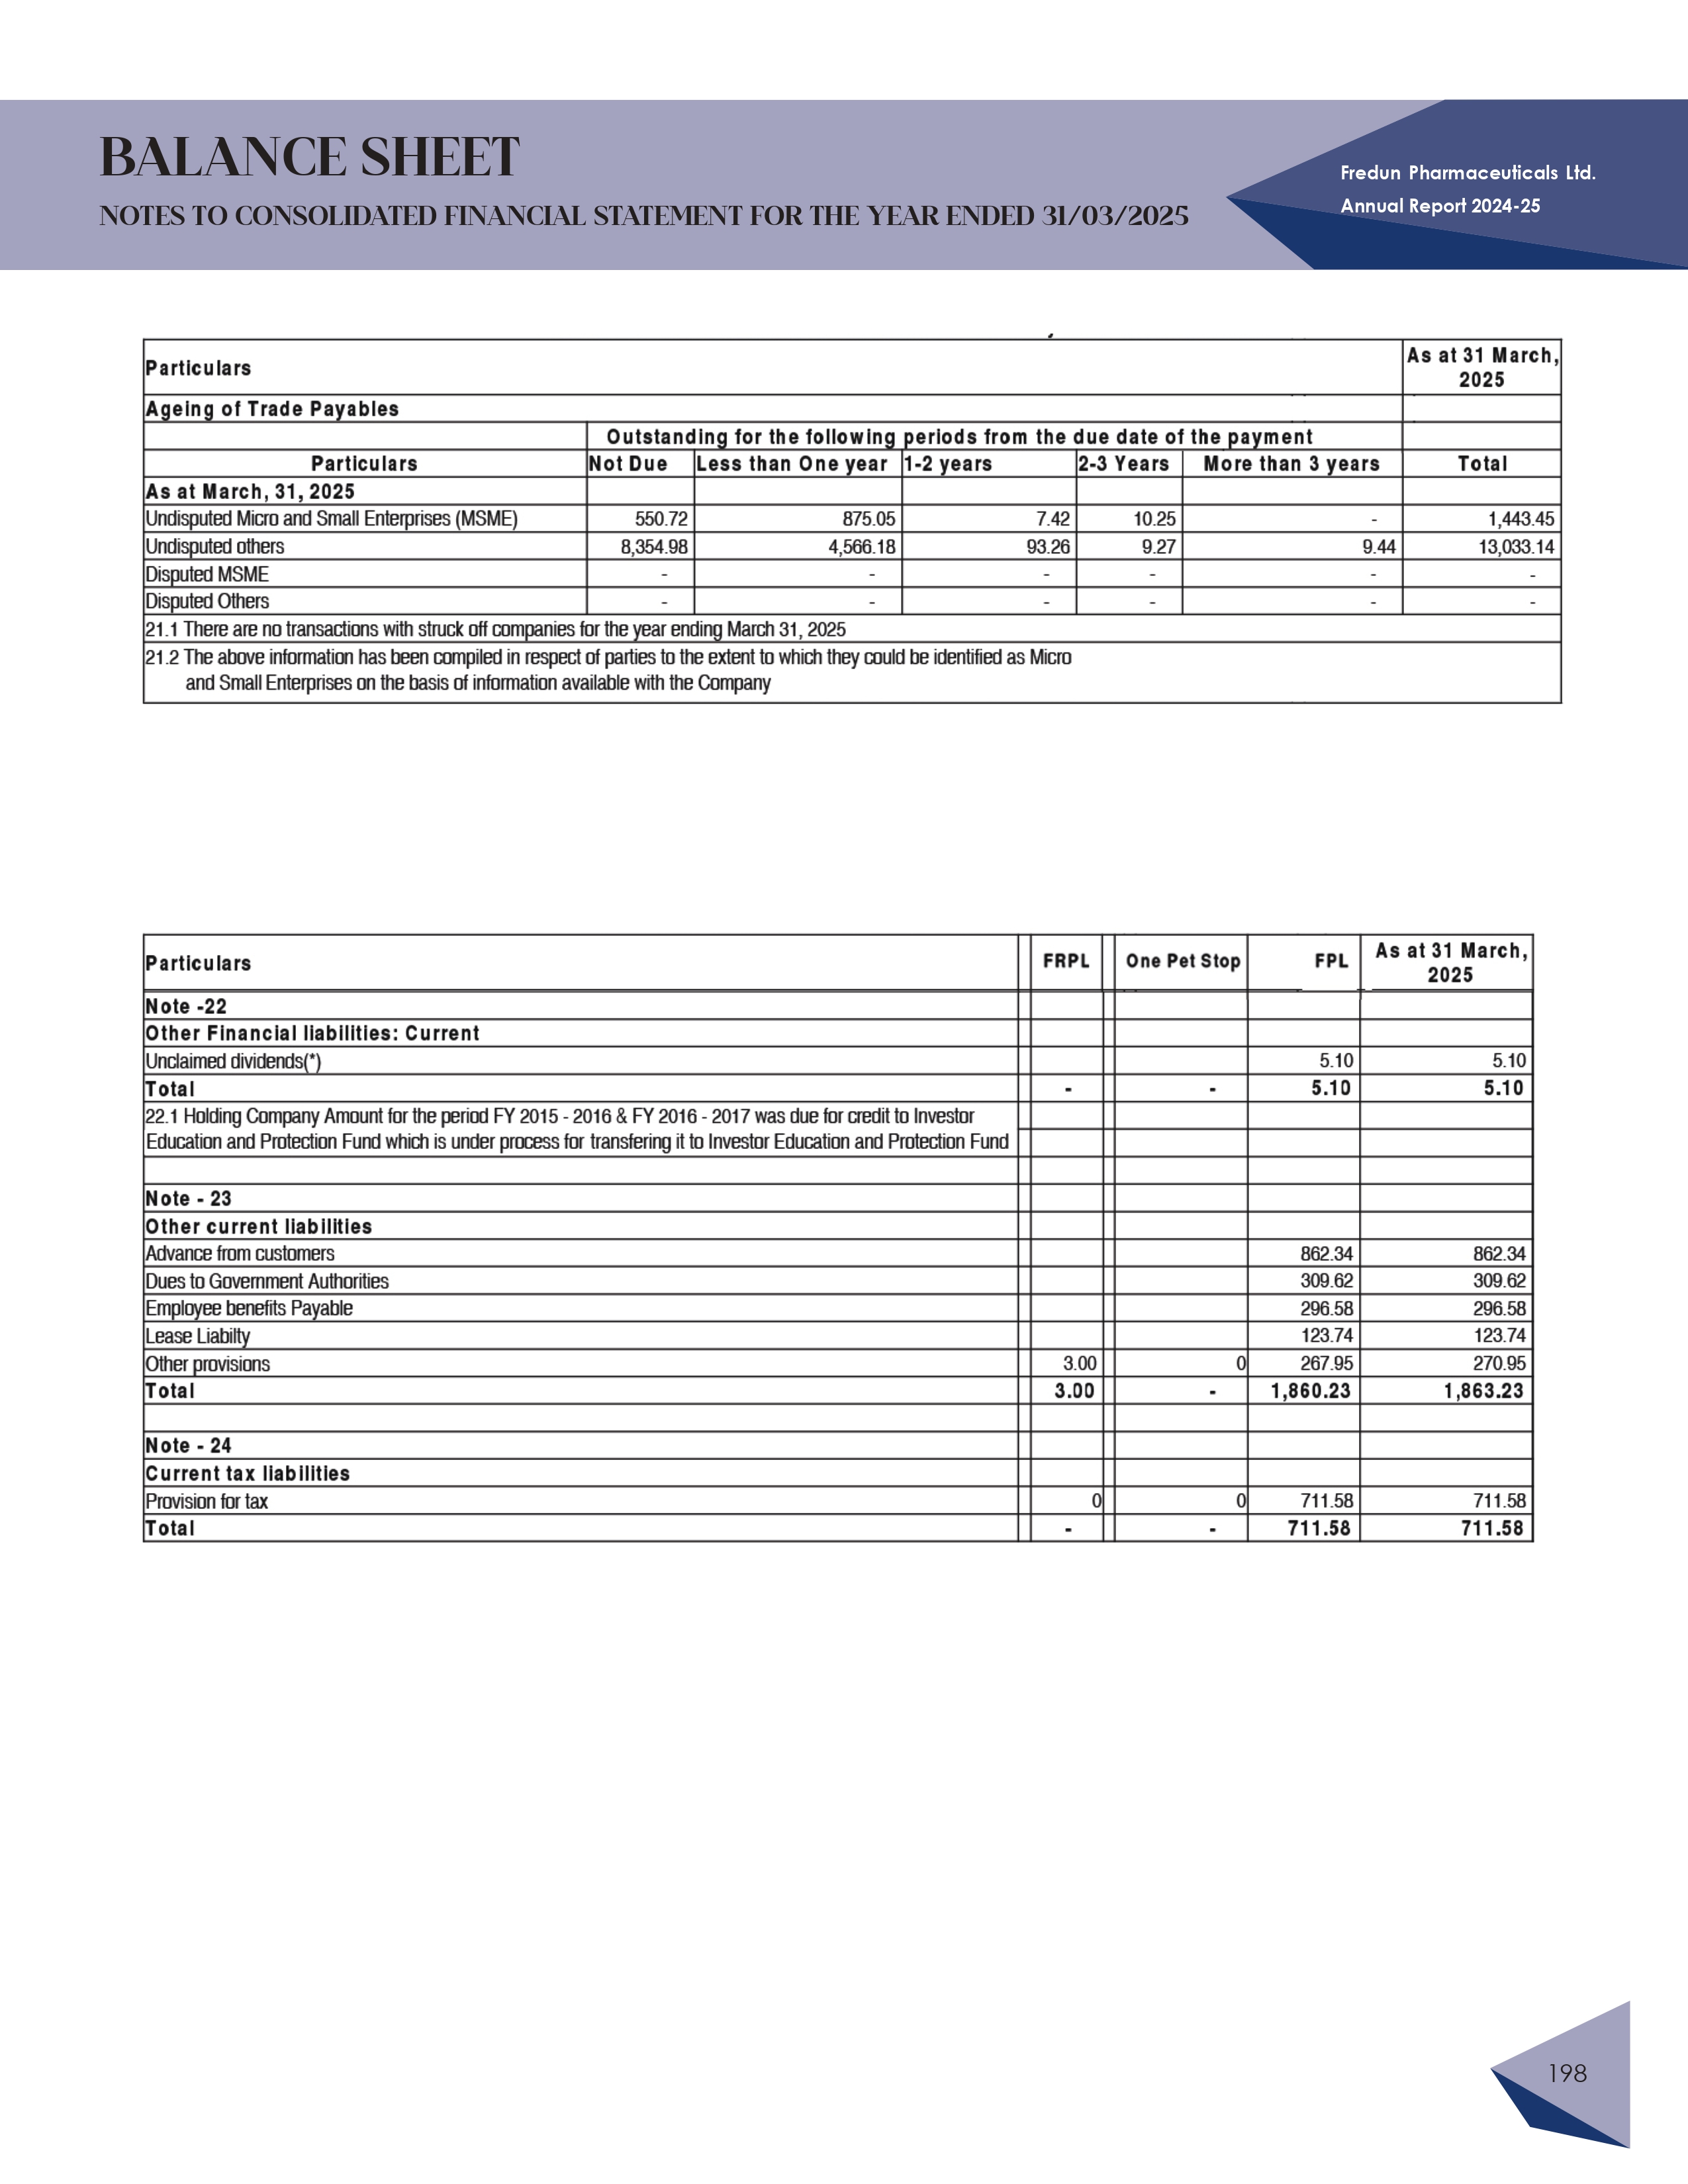 BALANCE SHEET
NOTES TO CONSOLIDATED FINANCIAL STATEMENT FOR THE YEAR ENDED 31/03/2025
Fredun Pharmaceuticals Ltd.
Annual Report 2024-25
Particulars As at 31 March, 2025
Ageing of Trade Payables
Outstanding for the following periods from the due date of the payment
Particulars Not Due Less than One year 1-2 years 2-3 Years More than 3 years Total
As at March, 31, 2025
Undisputed Micro and Small Enterprises (MSME) 550.72 875.05 7.42 10.25 - 1,443.45
Undisputed others 8,354.98 4,566.18 93.26 9.27 9.44 13,033.14
Disputed MSME - - - - - -
Disputed Others - - - - - -
21.1 There are no transactions with struck off companies for the year ending March 31, 2025
21.2 The above information has been compiled in respect of parties to the extent to which they could be identified as Micro
and Small Enterprises on the basis of information available with the Company
Particulars FRPL One Pet Stop FPL As at 31 March, 2025
Note -22
Other Financial liabilities: Current
Unclaimed dividends(*) 5.10 5.10
Total - - 5.10 5.10
22.1 Holding Company Amount for the period FY 2015 - 2016 & FY 2016 - 2017 was due for credit to Investor
Education and Protection Fund which is under process for transfering it to Investor Education and Protection Fund
Note - 23
Other current liabilities
Advance from customers 862.34 862.34
Dues to Government Authorities 309.62 309.62
Employee benefits Payable 296.58 296.58
Lease Liabilty 123.74 123.74
Other provisions 3.00 0 267.95 270.95
Total 3.00 - 1,860.23 1,863.23
Note - 24
Current tax liabilities
Provision for tax 0 0 711.58 711.58
Total - - 711.58 711.58
198